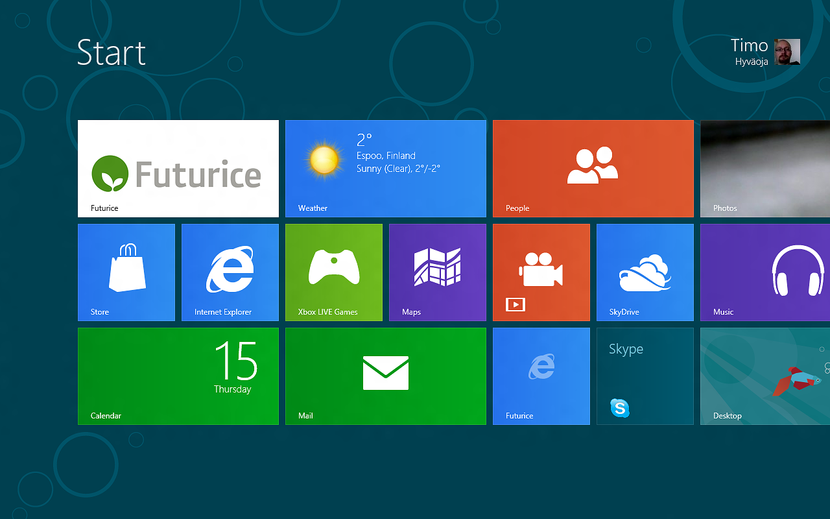 Start
Timo
Hyväoja
Futurice
Futurice
2°
Espoo, Finland
Sunny (Clear), 2°/-2°
Weather
People
Photos
Store
Internet Explorer
Xbox LIVE Games
Maps
SkyDrive
Music
15
Thursday
Calendar
Mail
Futurice
Skype
S
Desktop